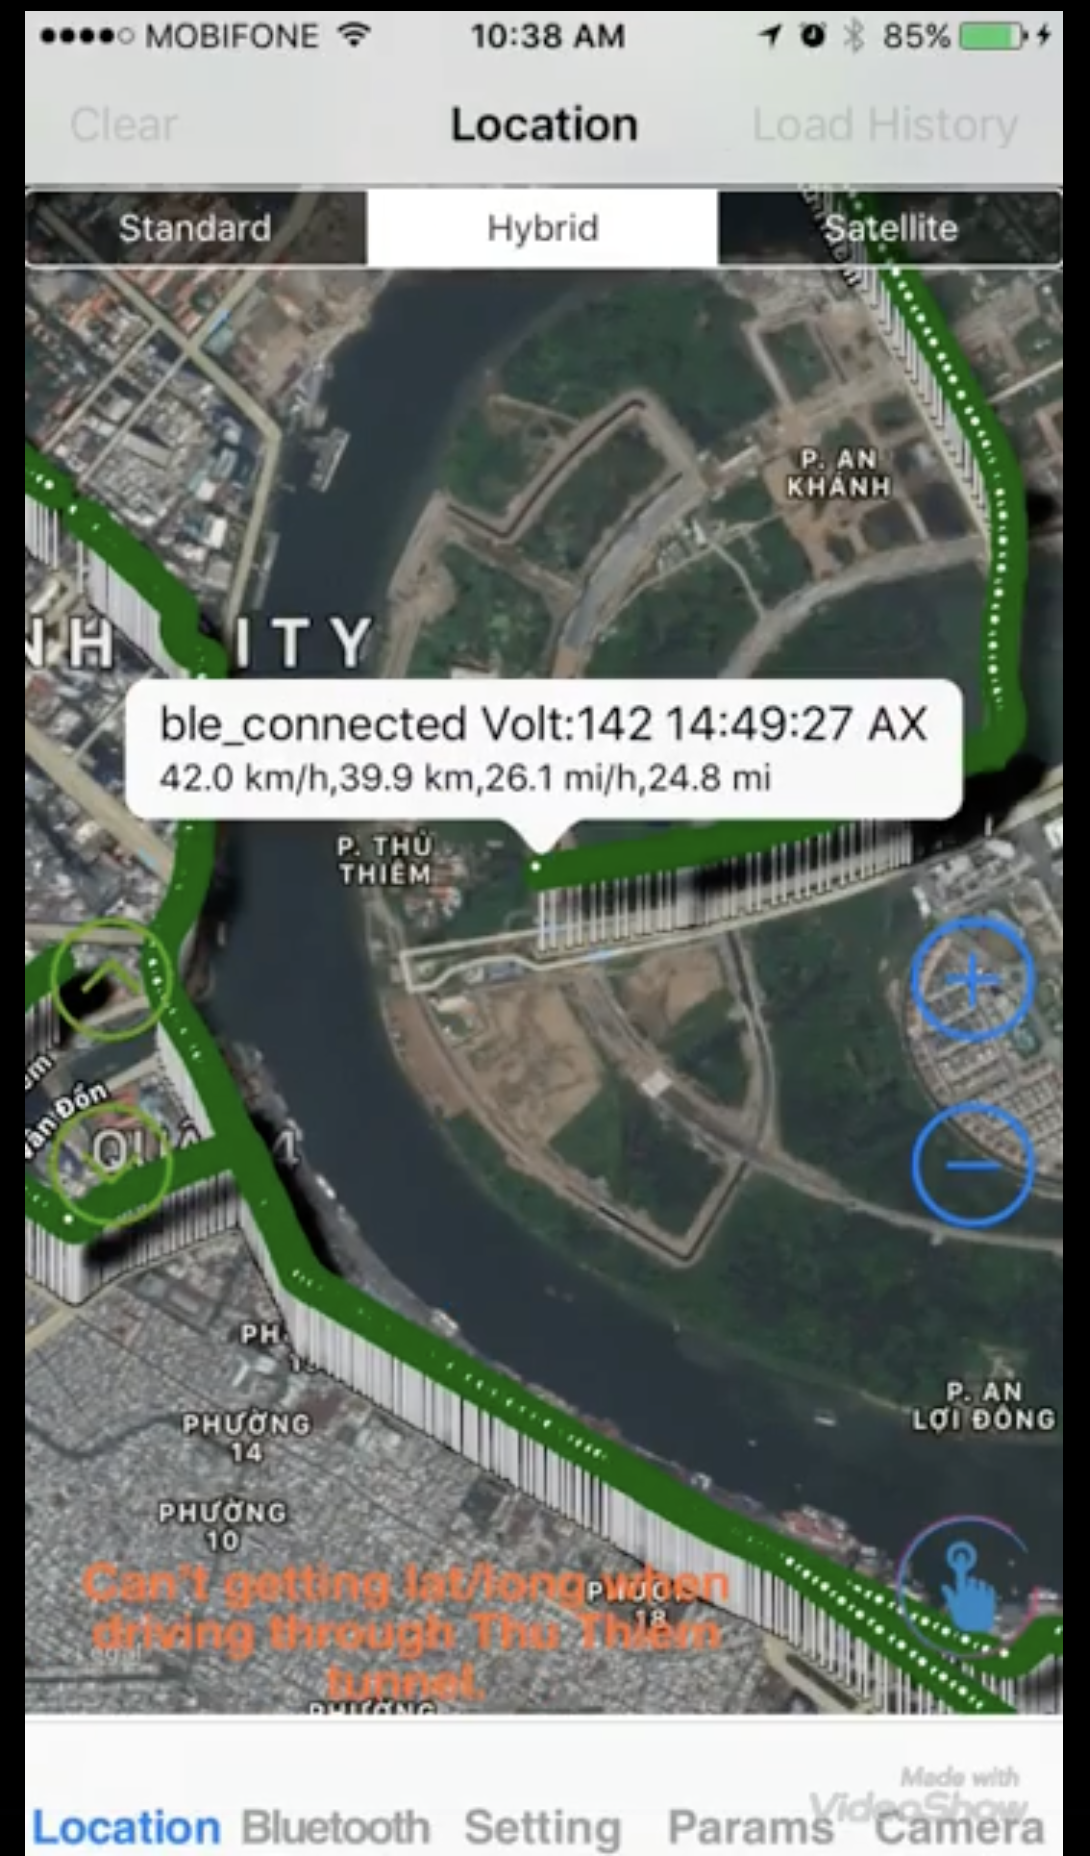 MOBIFONE 10:38 AM 85%
Clear Location Load History
Standard Hybrid Satellite
P. AN
KHÁNH
NH ITY
ble_connected Volt:142 14:49:27 AX
42.0 km/h,39.9 km,26.1 mi/h,24.8 mi
P. THỦ
THIÊM
Vân Đồn
P. AN
LỢI ĐÔNG
PHƯỜNG
14
PHƯỜNG
10
Can't getting lat/long when
driving through Thu Thiem
tunnel.
18
Legal
PHƯỜNG
Made with
VideoShow
Location Bluetooth Setting Params Camera